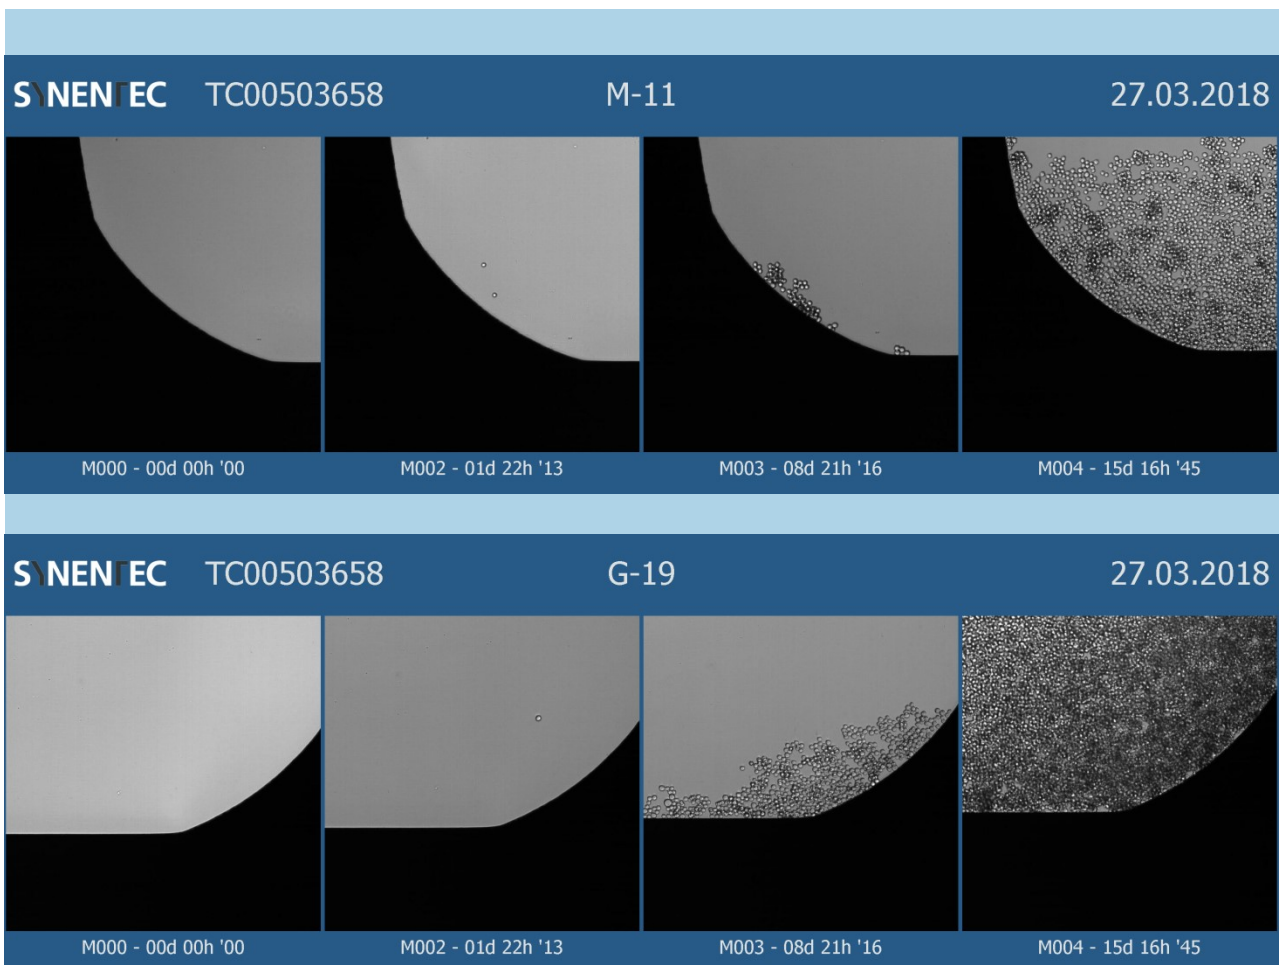 SYNENTEC TC00503658 M-11 27.03.2018
M000 - 00d 00h '00 M002 - 01d 22h '13 M003 - 08d 21h '16 M004 - 15d 16h '45
SYNENTEC TC00503658 G-19 27.03.2018
M000 - 00d 00h '00 M002 - 01d 22h '13 M003 - 08d 21h '16 M004 - 15d 16h '45